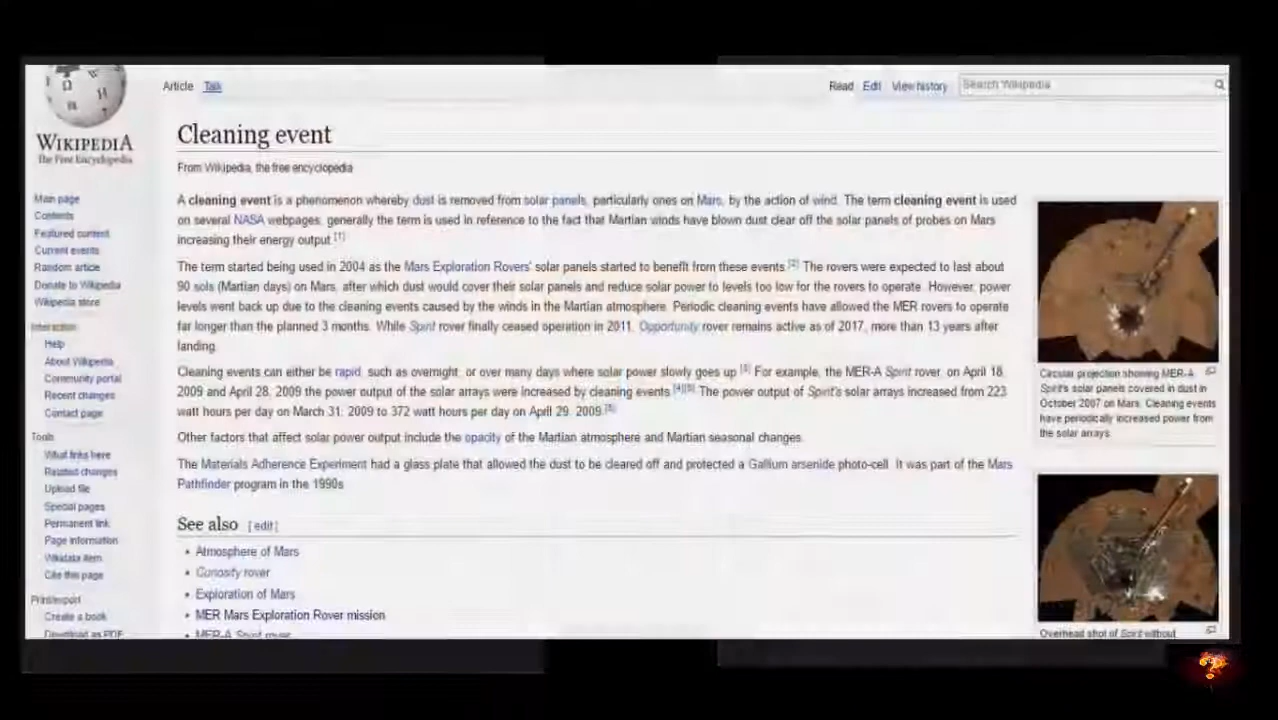 Article Talk Read Edit View history Search Wikipedia
WIKIPEDIA
The Free Encyclopedia
Main page
Contents
Featured content
Current events
Random article
Donate to Wikipedia
Wikipedia store
Interaction
Help
About Wikipedia
Community portal
Recent changes
Contact page
Tools
What links here
Related changes
Upload file
Special pages
Permanent link
Page information
Wikidata item
Cite this page
Print/export
Create a book
Download as PDF
Cleaning event
From Wikipedia, the free encyclopedia
A cleaning event is a phenomenon whereby dust is removed from solar panels, particularly ones on Mars, by the action of wind. The term cleaning event is used
on several NASA webpages; generally the term is used in reference to the fact that Martian winds have blown dust clear off the solar panels of probes on Mars
increasing their energy output.[1]
The term started being used in 2004 as the Mars Exploration Rovers' solar panels started to benefit from these events.[2] The rovers were expected to last about
90 sols (Martian days) on Mars, after which dust would cover their solar panels and reduce solar power to levels too low for the rovers to operate. However, power
levels went back up due to the cleaning events caused by the winds in the Martian atmosphere. Periodic cleaning events have allowed the MER rovers to operate
far longer than the planned 3 months. While Spirit rover finally ceased operation in 2011, Opportunity rover remains active as of 2017, more than 13 years after
landing.
Cleaning events can either be rapid, such as overnight, or over many days where solar power slowly goes up.[3] For example, the MER-A Spirit rover, on April 18,
2009 and April 28, 2009 the power output of the solar arrays were increased by cleaning events.[4][5] The power output of Spirit's solar arrays increased from 223
watt hours per day on March 31, 2009 to 372 watt hours per day on April 29, 2009.[5]
Other factors that affect solar power output include the opacity of the Martian atmosphere and Martian seasonal changes.
The Materials Adherence Experiment had a glass plate that allowed the dust to be cleared off and protected a Gallium arsenide photo-cell. It was part of the Mars
Pathfinder program in the 1990s
See also [edit]
Atmosphere of Mars
Curiosity rover
Exploration of Mars
MER Mars Exploration Rover mission
MER-A Spirit rover
Circular projection showing MER-A
Spirit's solar panels covered in dust in
October 2007 on Mars. Cleaning events
have periodically increased power from
the solar arrays.
Overhead shot of Spirit without